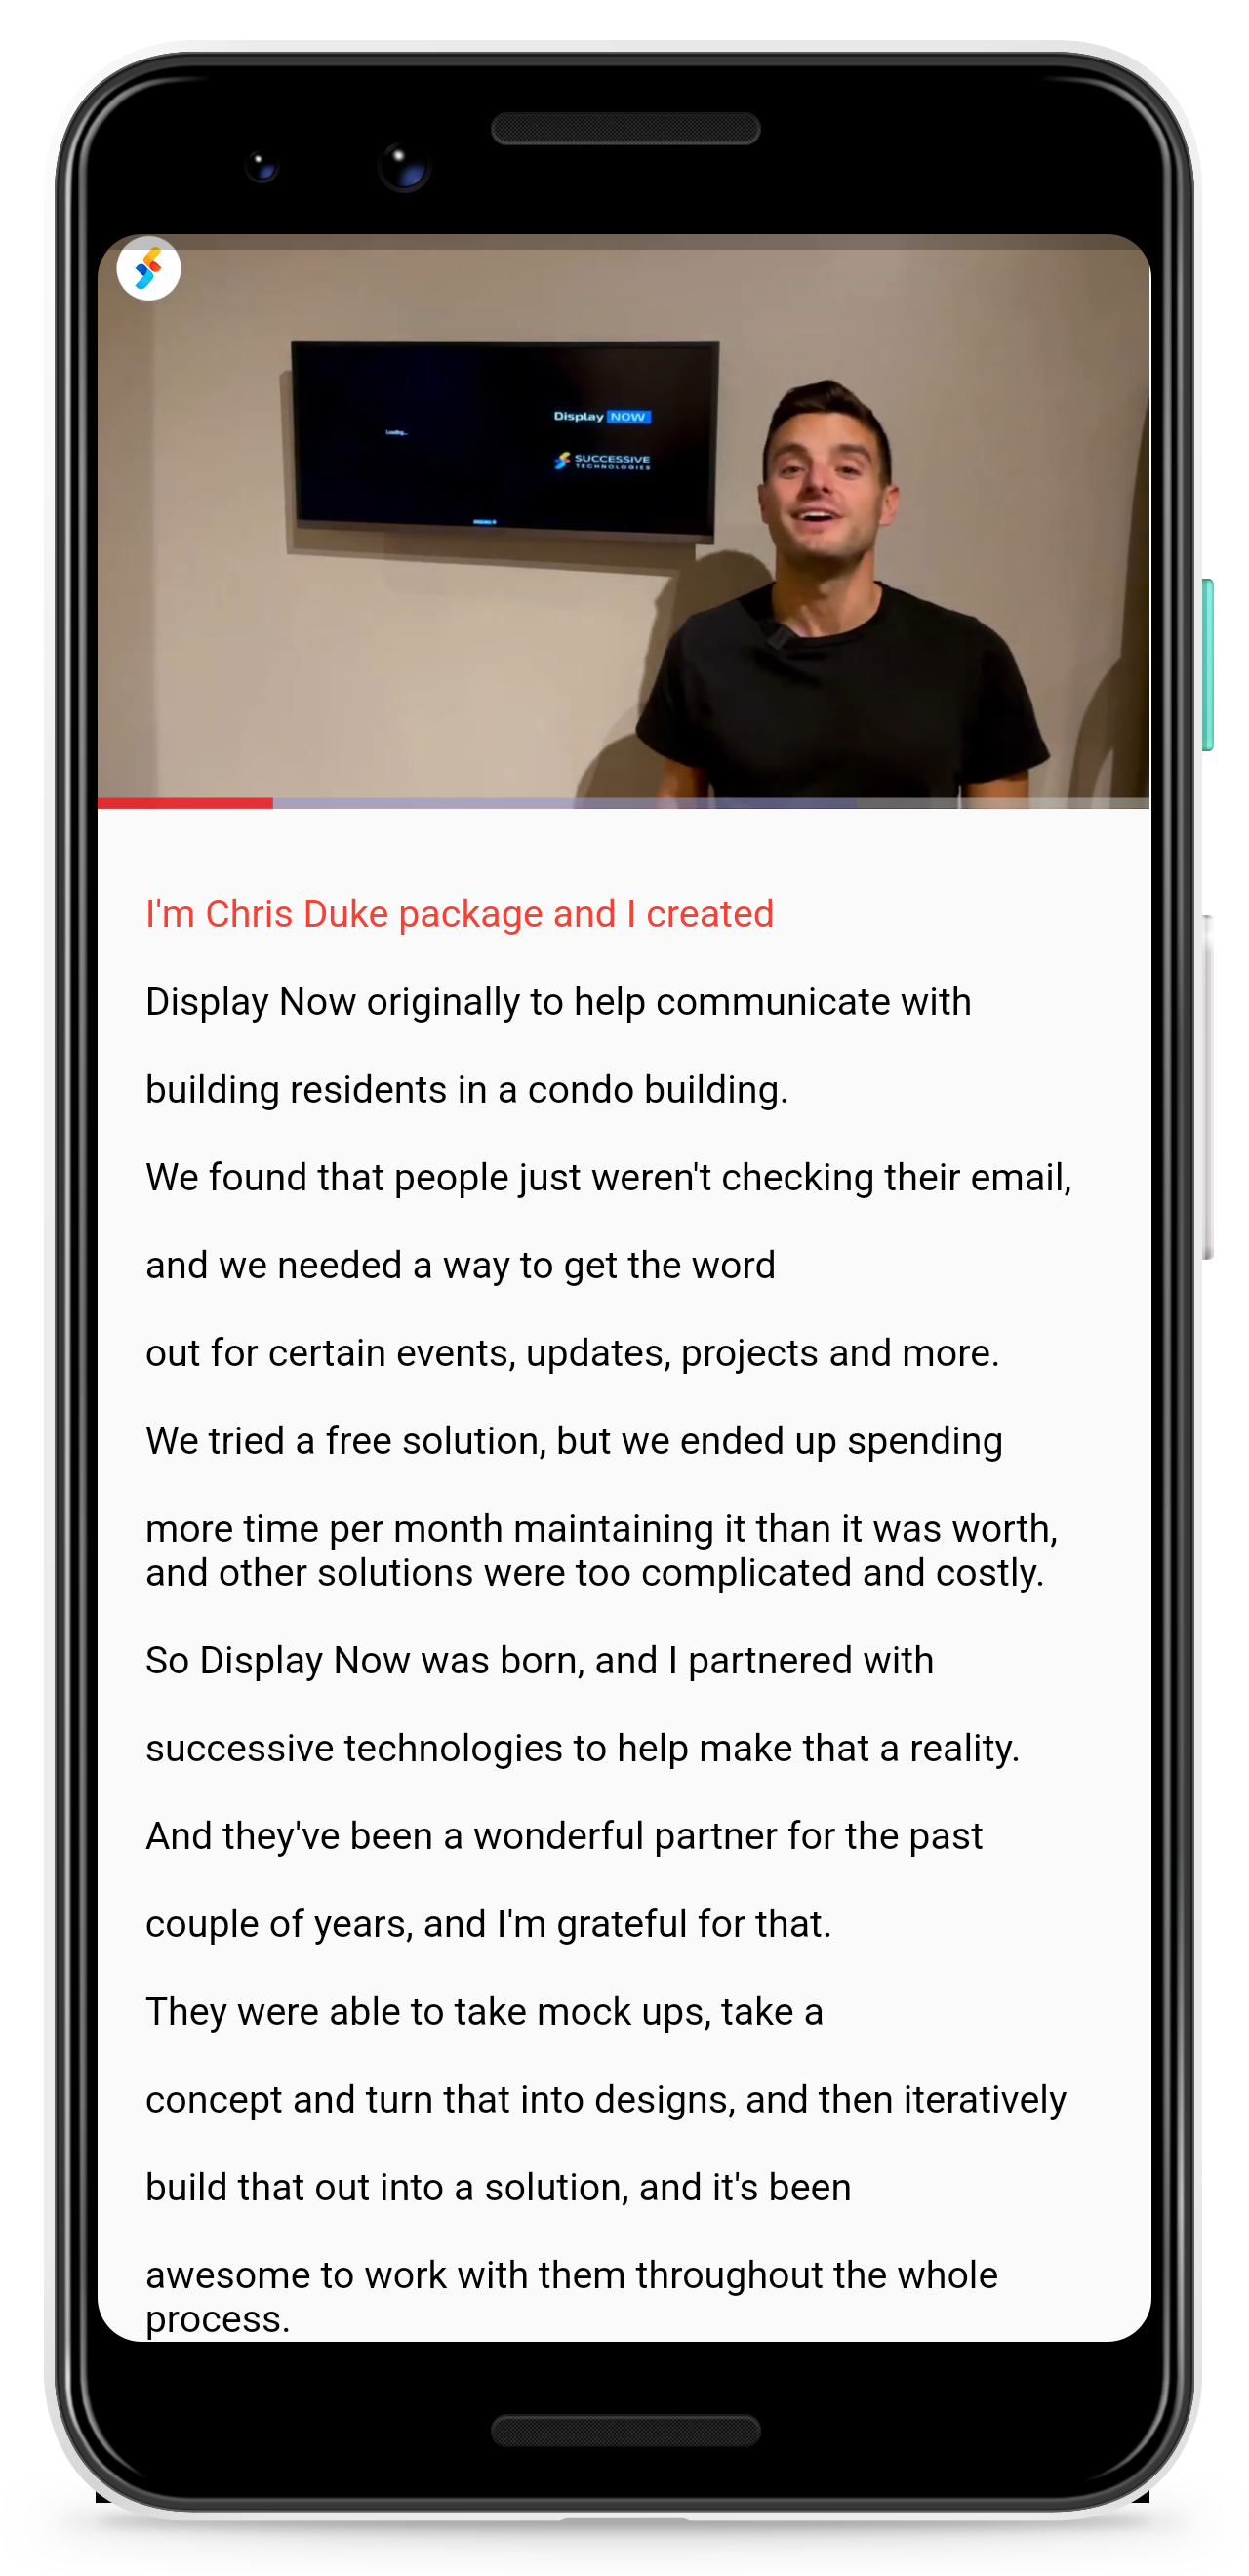 Loading...
Display NOW
SUCCESSIVE
TECHNOLOGIES
I'm Chris Duke package and I created
Display Now originally to help communicate with
building residents in a condo building.
We found that people just weren't checking their email,
and we needed a way to get the word
out for certain events, updates, projects and more.
We tried a free solution, but we ended up spending
more time per month maintaining it than it was worth,
and other solutions were too complicated and costly.
So Display Now was born, and I partnered with
successive technologies to help make that a reality.
And they've been a wonderful partner for the past
couple of years, and I'm grateful for that.
They were able to take mock ups, take a
concept and turn that into designs, and then iteratively
build that out into a solution, and it's been
awesome to work with them throughout the whole
process.